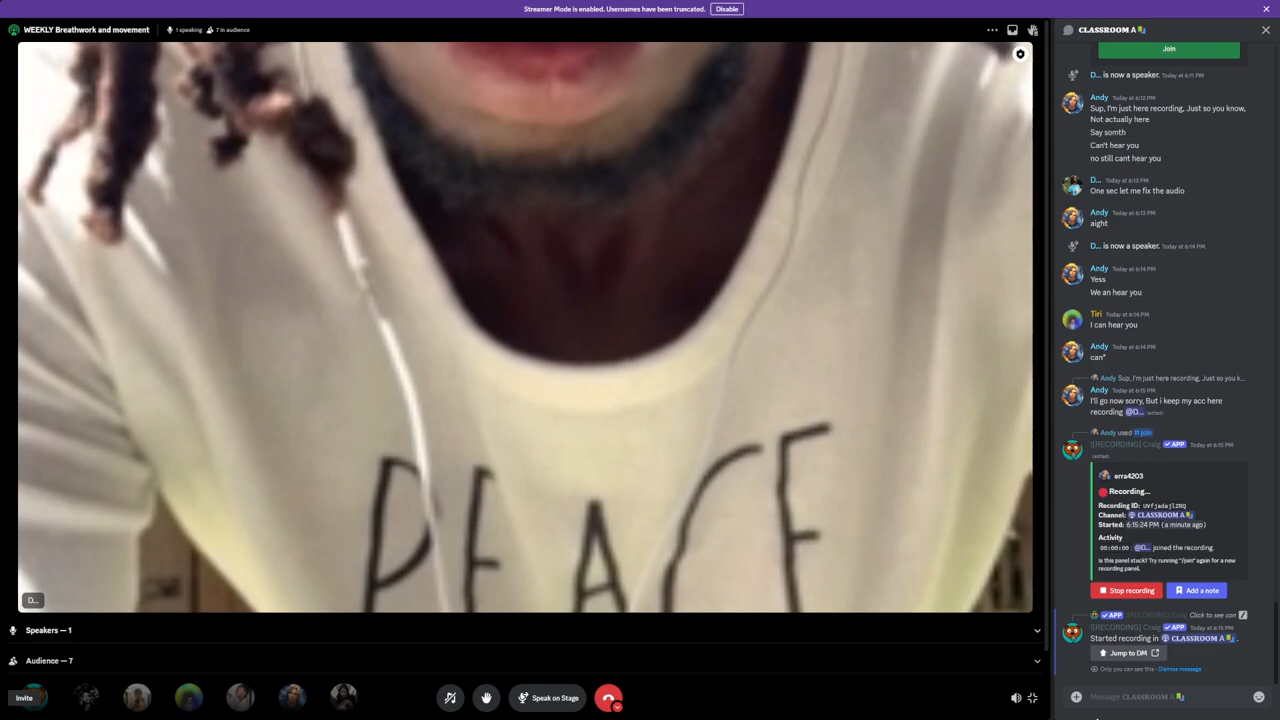 Streamer Mode is enabled. Usernames have been truncated.
Disable
WEEKLY Breathwork and movement
1 speaking
7 in audience
PEACE
D...
Speakers — 1
Audience — 7
Invite
Speak on Stage
CLASSROOM A
Join
D... is now a speaker. Today at 6:11 PM
Andy Today at 6:12 PM
Sup, I'm just here recording, Just so you know,
Not actually here
Say somth
Can't hear you
no still cant hear you
D... Today at 6:13 PM
One sec let me fix the audio
Andy Today at 6:13 PM
aight
D... is now a speaker. Today at 6:14 PM
Andy Today at 6:14 PM
Yess
We an hear you
Tiri Today at 6:14 PM
I can hear you
Andy Today at 6:14 PM
can*
Andy Sup, I'm just here recording, Just so you k...
Andy Today at 6:15 PM
I'll go now sorry, But i keep my acc here
recording @D... (edited)
Andy used join
![RECORDING] Craig APP Today at 6:15 PM
(edited)
erra4203
Recording...
Recording ID: UVfjadajlZRQ
Channel: CLASSROOM A
Started: 6:15:24 PM (a minute ago)
Activity
00:00:00: @D... joined the recording.
Is this panel stuck? Try running "/join" again for a new
recording panel.
Stop recording
Add a note
APP ![RECORDING] Craig Click to see con
![RECORDING] Craig APP Today at 6:15 PM
Started recording in CLASSROOM A.
Jump to DM
Only you can see this • Dismiss message
Message CLASSROOM A